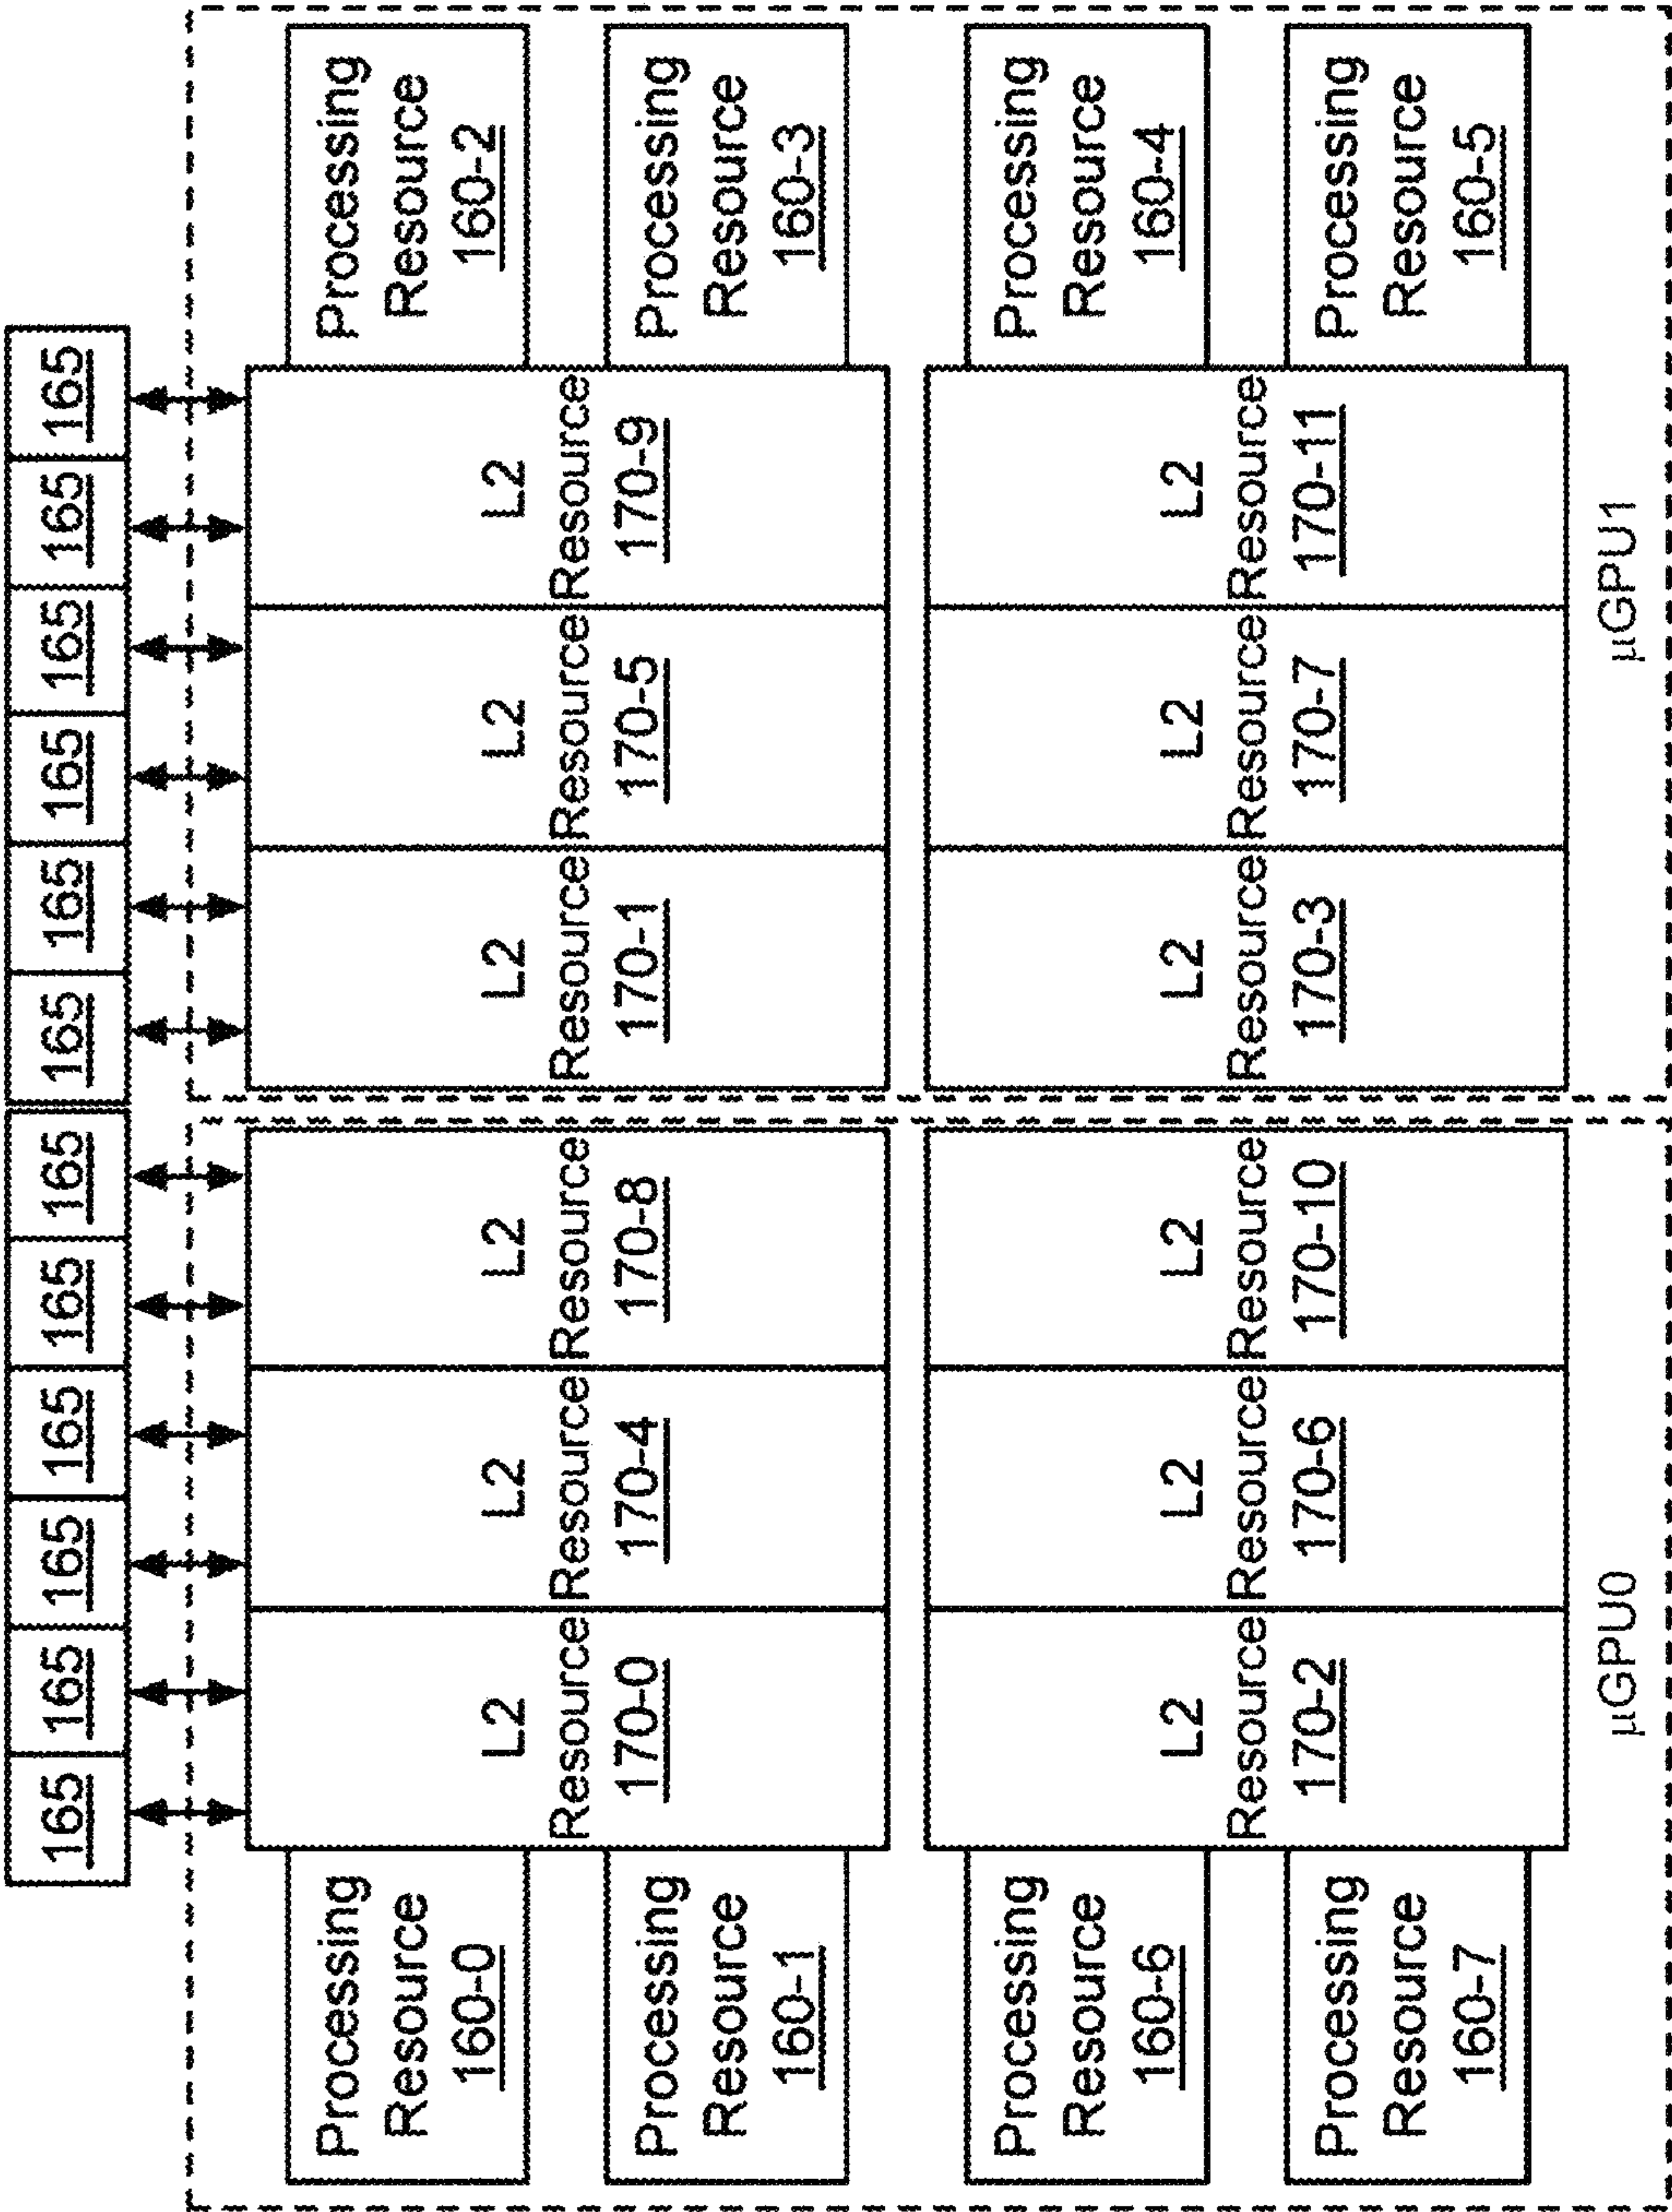 165
165
165
165
165
165
165
165
165
165
165
165
Processing
Resource
160-0
Processing
Resource
160-1
L2
Resource
170-0
L2
Resource
170-4
L2
Resource
170-8
L2
Resource
170-1
L2
Resource
170-5
L2
Resource
170-9
Processing
Resource
160-2
Processing
Resource
160-3
Processing
Resource
160-6
Processing
Resource
160-7
L2
Resource
170-2
L2
Resource
170-6
L2
Resource
170-10
L2
Resource
170-3
L2
Resource
170-7
L2
Resource
170-11
Processing
Resource
160-4
Processing
Resource
160-5
μGPU0
μGPU1